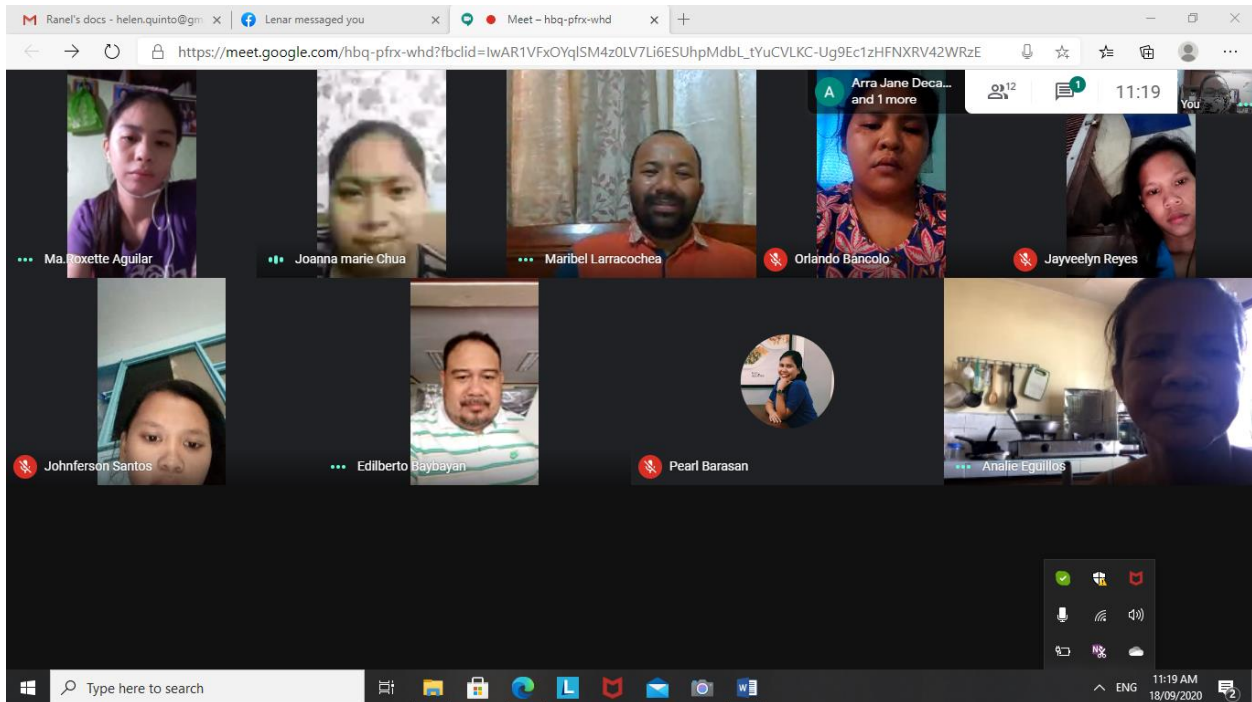 Ranel's docs - helen.quinto@gm
Lenar messaged you
Meet – hbq-pfrx-whd
https://meet.google.com/hbq-pfrx-whd?fbclid=IwAR1VFxOYqlSM4z0LV7Li6ESUhpMdbL_tYuCVLKC-Ug9Ec1zHFNXRV42WRzE
A
Arra Jane Deca...
and 1 more
12
1
11:19
You
Ma.Roxette Aguilar
Joanna marie Chua
Maribel Larracochea
Orlando Bancolo
Jayveelyn Reyes
Johnferson Santos
Edilberto Baybayan
Pearl Barasan
Analie Eguillos
Type here to search
L
W
ENG
11:19 AM
18/09/2020
2